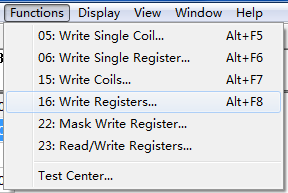 Functions Display View Window Help
05: Write Single Coil... Alt+F5
06: Write Single Register... Alt+F6
15: Write Coils... Alt+F7
16: Write Registers... Alt+F8
22: Mask Write Register...
23: Read/Write Registers...
Test Center...